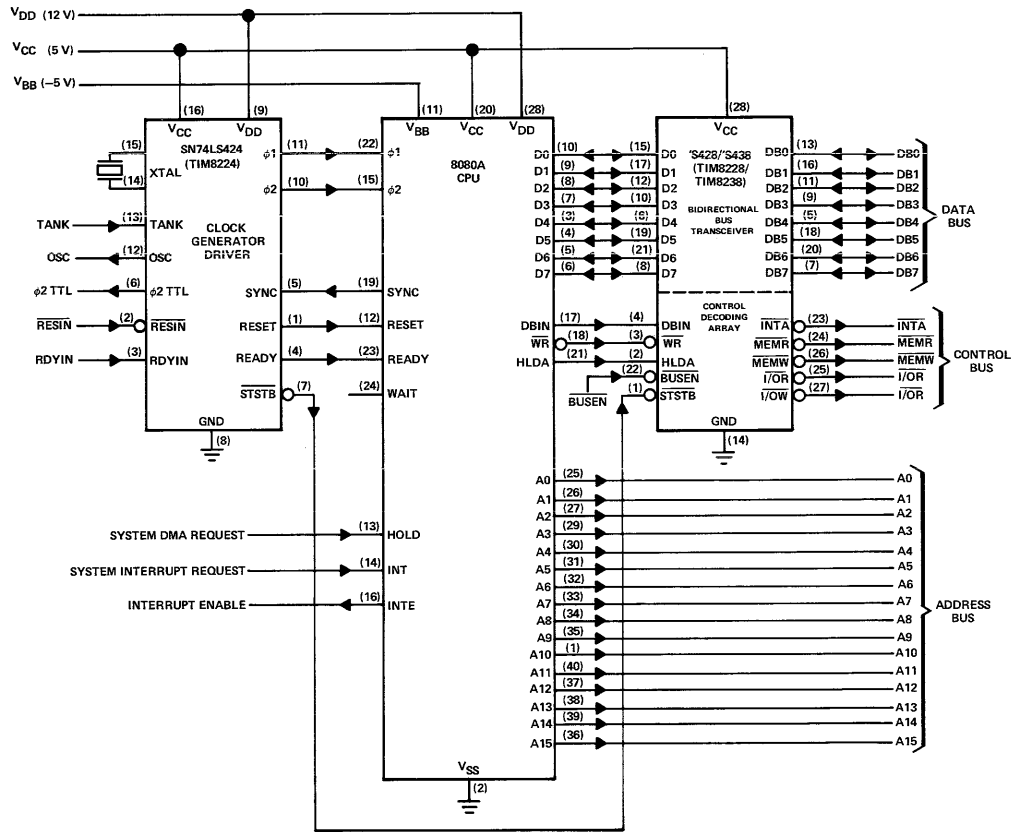 VDD (12 V)
VCC (5 V)
VBB (−5 V)
(16)
(9)
(11)
(20)
(28)
(28)
VCC
VDD
VBB
VCC
VDD
VCC
SN74LS424
(TIM8224)
CLOCK
GENERATOR
DRIVER
(15)
XTAL
(14)
TANK
(13)
TANK
OSC
(12)
OSC
ϕ2 TTL
(6)
ϕ2 TTL
RESIN
(2)
RESIN
RDYIN
(3)
RDYIN
ϕ1
(11)
(22)
ϕ1
ϕ2
(10)
(15)
ϕ2
SYNC
(5)
(19)
SYNC
RESET
(1)
(12)
RESET
READY
(4)
(23)
READY
STSTB
(7)
(24)
WAIT
GND
(8)
8080A
CPU
SYSTEM DMA REQUEST
(13)
HOLD
SYSTEM INTERRUPT REQUEST
(14)
INT
INTERRUPT ENABLE
(16)
INTE
VSS
(2)
'S428/'S438
(TIM8228/
TIM8238)
BIDIRECTIONAL
BUS
TRANSCEIVER
D0 (10) (15) D0
D1 (9) (17) D1
D2 (8) (12) D2
D3 (7) (10) D3
D4 (3) (6) D4
D5 (4) (19) D5
D6 (5) (21) D6
D7 (6) (8) D7
DB0 (13) DB0
DB1 (16) DB1
DB2 (11) DB2
DB3 (9) DB3
DB4 (5) DB4
DB5 (18) DB5
DB6 (20) DB6
DB7 (7) DB7
DATA
BUS
CONTROL
DECODING
ARRAY
DBIN (17) (4) DBIN
WR (18) (3) WR
HLDA (21) (2) HLDA
BUSEN (22) BUSEN
(1) STSTB
INTA (23) INTA
MEMR (24) MEMR
MEMW (26) MEMW
I/OR (25) I/OR
I/OW (27) I/OR
CONTROL
BUS
GND
(14)
A0 (25) A0
A1 (26) A1
A2 (27) A2
A3 (29) A3
A4 (30) A4
A5 (31) A5
A6 (32) A6
A7 (33) A7
A8 (34) A8
A9 (35) A9
A10 (1) A10
A11 (40) A11
A12 (37) A12
A13 (38) A13
A14 (39) A14
A15 (36) A15
ADDRESS
BUS